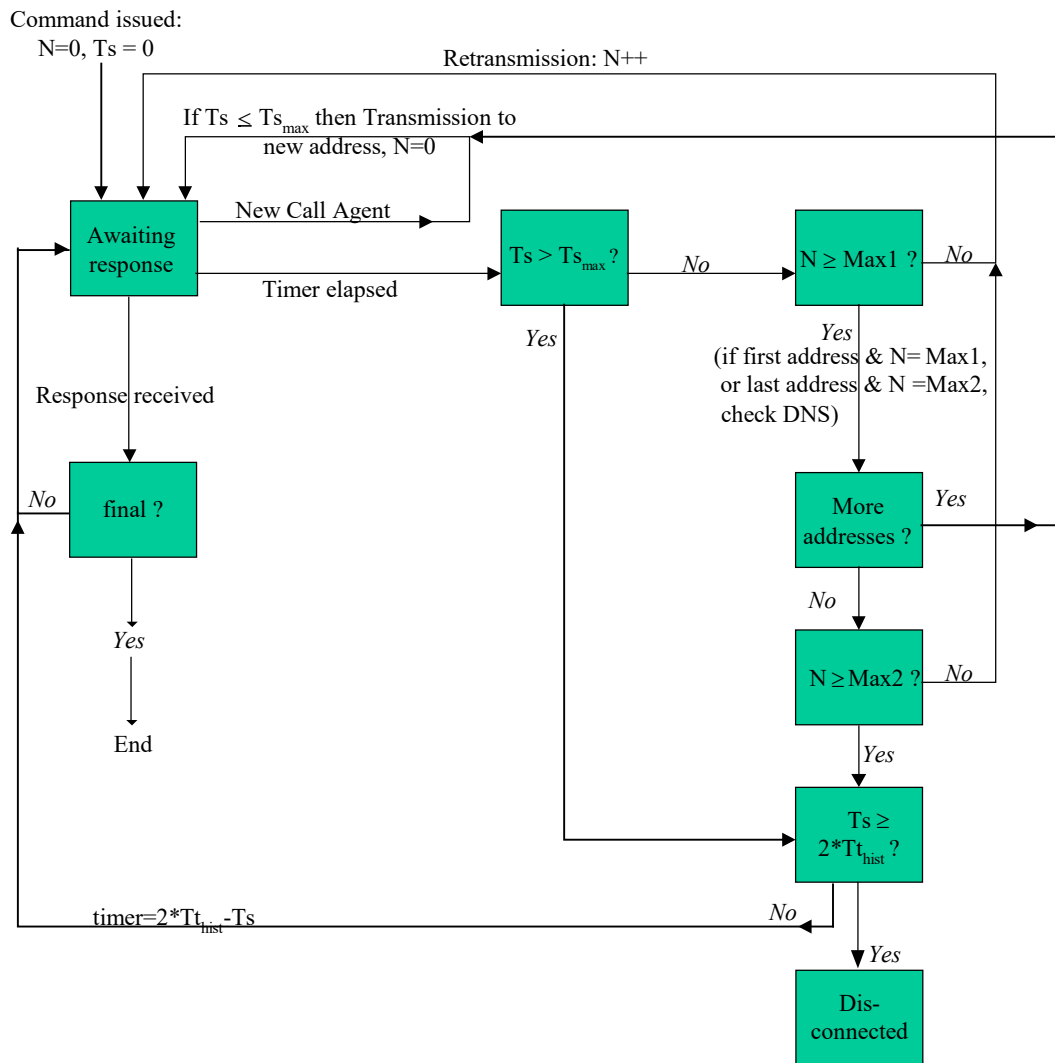 Command issued:
N=0, Ts = 0
Retransmission: N++
If Ts ≤ Tsmax then Transmission to
new address, N=0
New Call Agent
Awaiting
response
Timer elapsed
Ts > Tsmax ?
No
N ≥ Max1 ?
No
Yes
Yes
(if first address & N= Max1,
or last address & N =Max2,
check DNS)
Response received
No
final ?
More
addresses ?
Yes
No
Yes
N ≥ Max2 ?
No
End
Yes
Ts ≥
2*Tthist ?
timer=2*Tthist-Ts
No
Yes
Dis-
connected